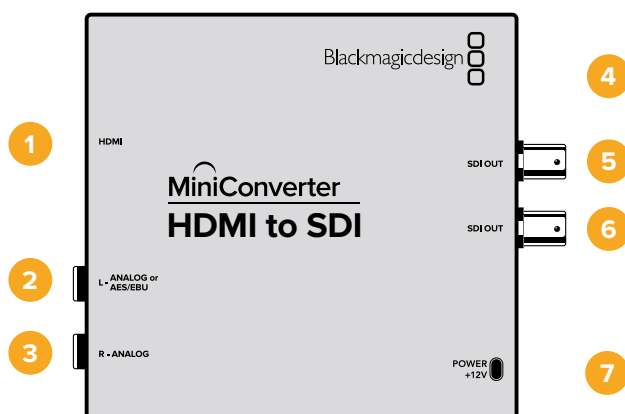 Blackmagicdesign
4
1
HDMI
SDI OUT
5
MiniConverter
HDMI to SDI
SDI OUT
6
2
L - ANALOG or
AES/EBU
3
R - ANALOG
POWER
+12V
7